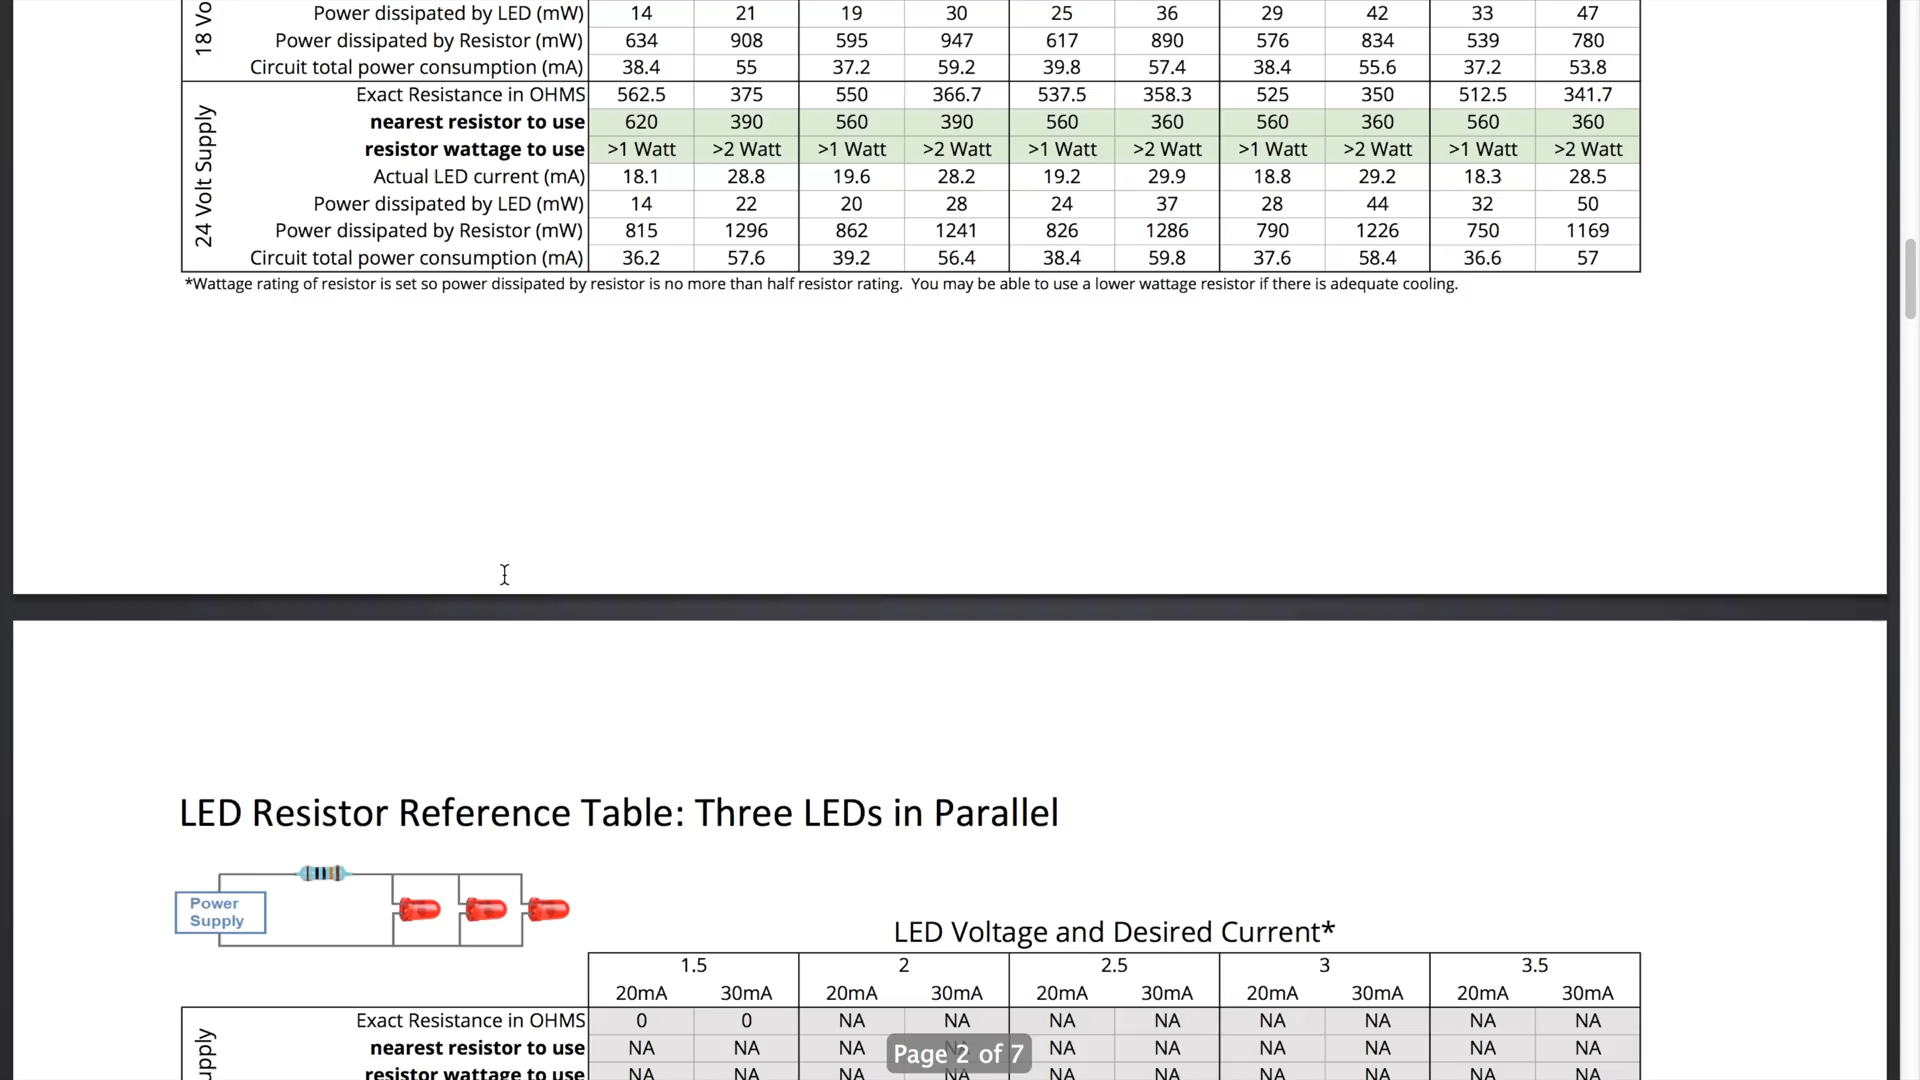 18 Vo
Power dissipated by LED (mW) 14 21 19 30 25 36 29 42 33 47
Power dissipated by Resistor (mW) 634 908 595 947 617 890 576 834 539 780
Circuit total power consumption (mA) 38.4 55 37.2 59.2 39.8 57.4 38.4 55.6 37.2 53.8
24 Volt Supply
Exact Resistance in OHMS 562.5 375 550 366.7 537.5 358.3 525 350 512.5 341.7
nearest resistor to use 620 390 560 390 560 360 560 360 560 360
resistor wattage to use >1 Watt >2 Watt >1 Watt >2 Watt >1 Watt >2 Watt >1 Watt >2 Watt >1 Watt >2 Watt
Actual LED current (mA) 18.1 28.8 19.6 28.2 19.2 29.9 18.8 29.2 18.3 28.5
Power dissipated by LED (mW) 14 22 20 28 24 37 28 44 32 50
Power dissipated by Resistor (mW) 815 1296 862 1241 826 1286 790 1226 750 1169
Circuit total power consumption (mA) 36.2 57.6 39.2 56.4 38.4 59.8 37.6 58.4 36.6 57
*Wattage rating of resistor is set so power dissipated by resistor is no more than half resistor rating. You may be able to use a lower wattage resistor if there is adequate cooling.
LED Resistor Reference Table: Three LEDs in Parallel
Power
Supply
LED Voltage and Desired Current*
1.5 2 2.5 3 3.5
20mA 30mA 20mA 30mA 20mA 30mA 20mA 30mA 20mA 30mA
upply
Exact Resistance in OHMS 0 0 NA NA NA NA NA NA NA NA
nearest resistor to use NA NA NA NA NA NA NA NA NA
resistor wattage to use NA NA NA NA NA NA NA NA NA NA
Page 2 of 7